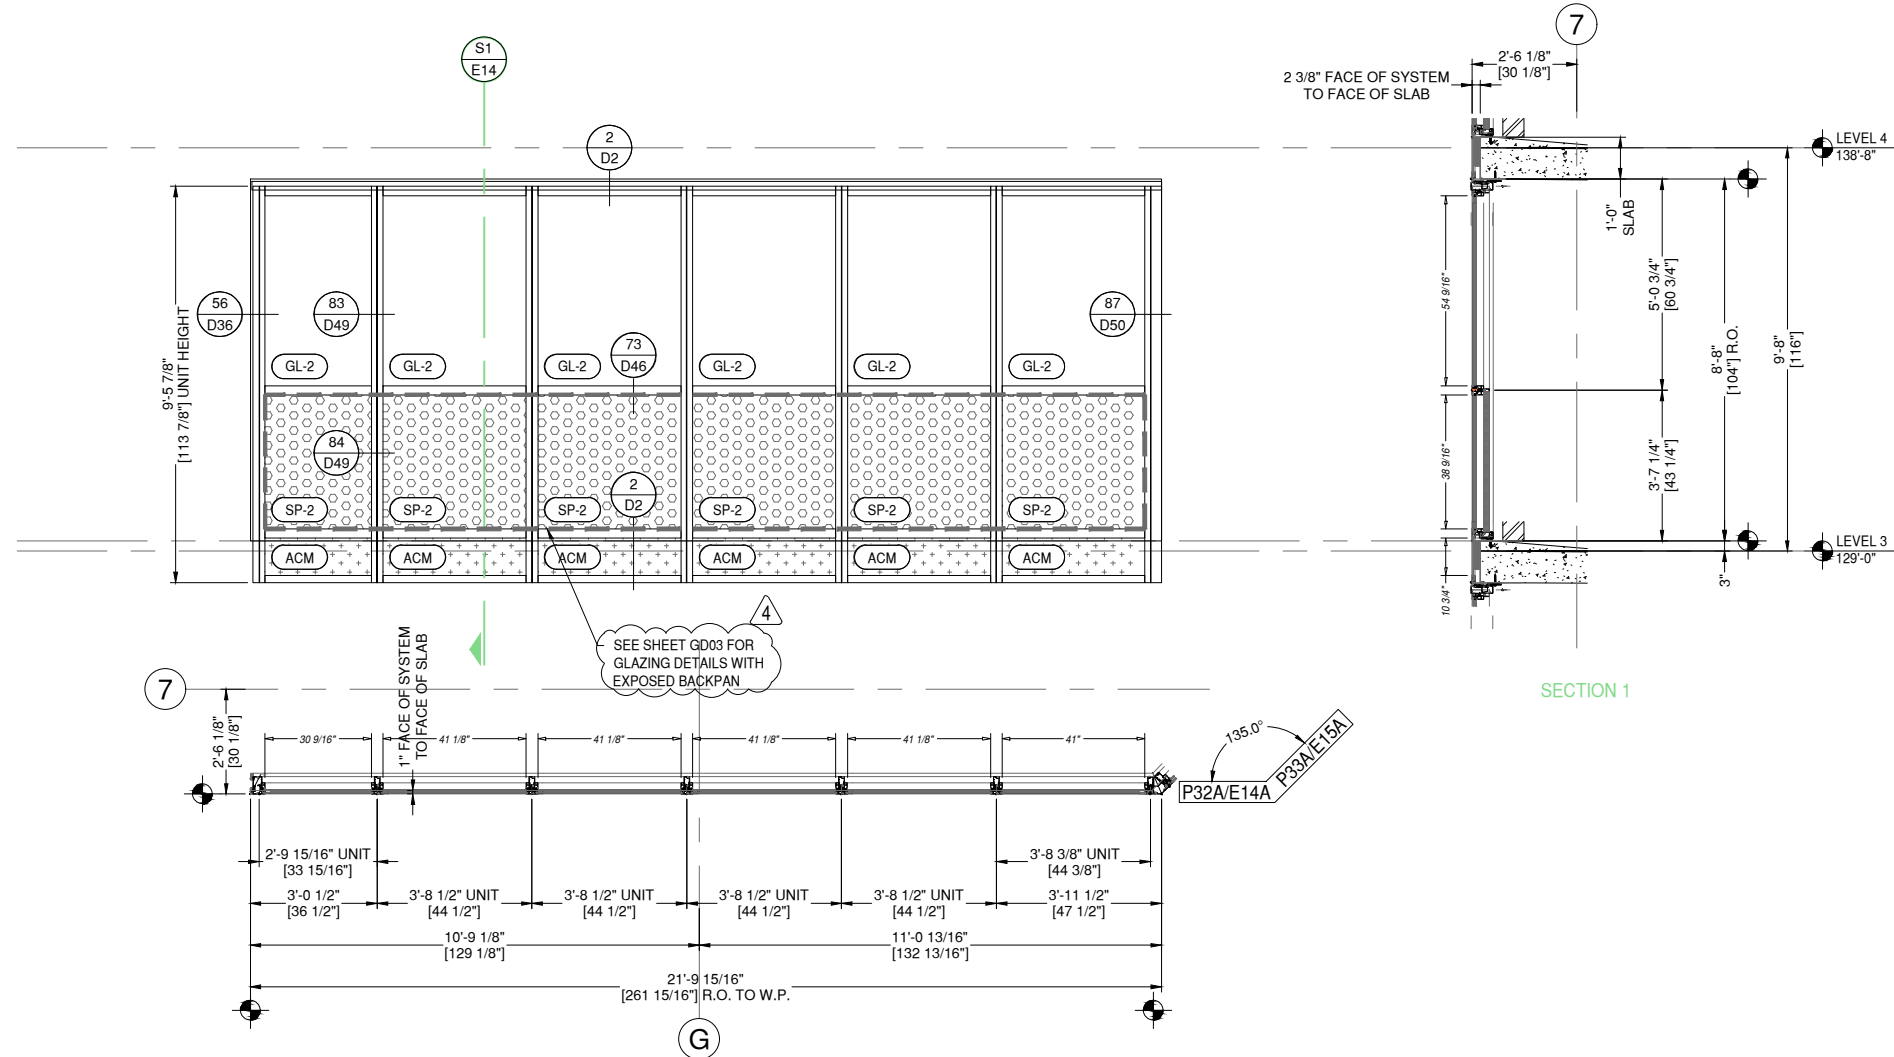 S1
E14
2
D2
56
D36
83
D49
87
D50
9'-5 7/8"
[113 7/8"] UNIT HEIGHT
GL-2
GL-2
GL-2
73
D46
GL-2
GL-2
GL-2
84
D49
2
D2
SP-2
SP-2
SP-2
SP-2
SP-2
SP-2
ACM
ACM
ACM
ACM
ACM
ACM
4
SEE SHEET GD03 FOR
GLAZING DETAILS WITH
EXPOSED BACKPAN
7
2'-6 1/8"
[30 1/8"]
1" FACE OF SYSTEM
TO FACE OF SLAB
30 9/16"
41 1/8"
41 1/8"
41 1/8"
41 1/8"
41"
135.0°
P32A/E14A
P33A/E15A
2'-9 15/16" UNIT
[33 15/16"]
3'-8 3/8" UNIT
[44 3/8"]
3'-0 1/2"
[36 1/2"]
3'-8 1/2" UNIT
[44 1/2"]
3'-8 1/2" UNIT
[44 1/2"]
3'-8 1/2" UNIT
[44 1/2"]
3'-8 1/2" UNIT
[44 1/2"]
3'-11 1/2"
[47 1/2"]
10'-9 1/8"
[129 1/8"]
11'-0 13/16"
[132 13/16"]
21'-9 15/16"
[261 15/16"] R.O. TO W.P.
G
7
2'-6 1/8"
[30 1/8"]
2 3/8" FACE OF SYSTEM
TO FACE OF SLAB
LEVEL 4
138'-8"
1'-0"
SLAB
54 9/16"
5'-0 3/4"
[60 3/4"]
8'-8"
[104"] R.O.
9'-8"
[116"]
38 9/16"
3'-7 1/4"
[43 1/4"]
LEVEL 3
129'-0"
10 3/4"
3"
SECTION 1